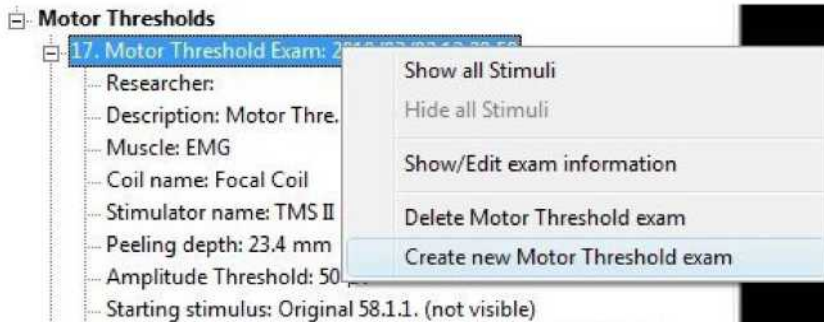 Motor Thresholds
17. Motor Threshold Exam:
Researcher:
Description: Motor Thre.
Muscle: EMG
Coil name: Focal Coil
Stimulator name: TMS II
Peeling depth: 23.4 mm
Amplitude Threshold: 50
Starting stimulus: Original 58.1.1. (not visible)
Show all Stimuli
Hide all Stimuli
Show/Edit exam information
Delete Motor Threshold exam
Create new Motor Threshold exam